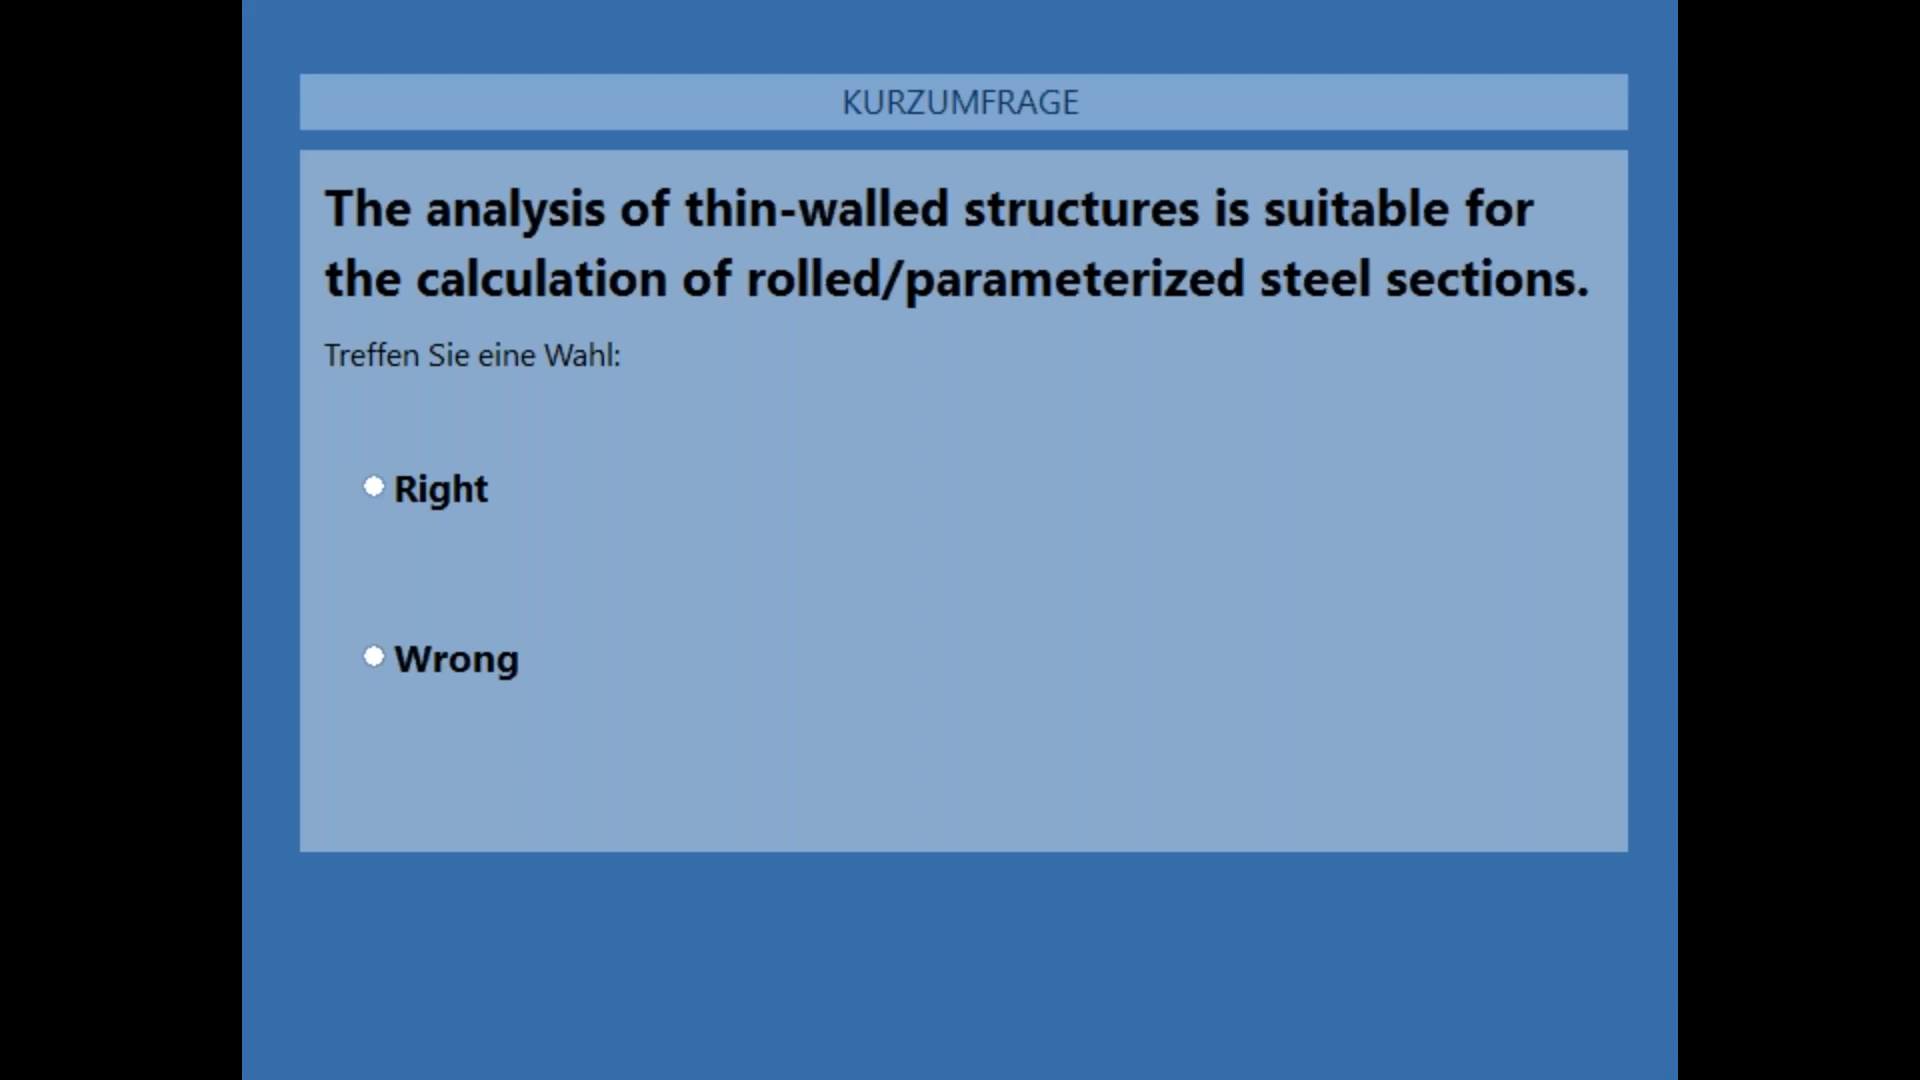 KURZUMFRAGE
The analysis of thin-walled structures is suitable for
the calculation of rolled/parameterized steel sections.
Treffen Sie eine Wahl:
Right
Wrong